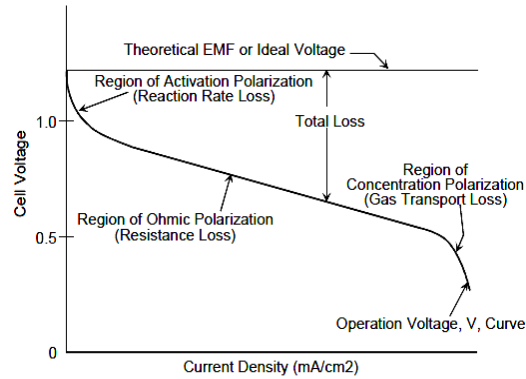 Theoretical EMF or Ideal Voltage
Region of Activation Polarization
(Reaction Rate Loss)
Total Loss
1.0
Cell Voltage
Region of
Concentration Polarization
(Gas Transport Loss)
Region of Ohmic Polarization
(Resistance Loss)
0.5
Operation Voltage, V, Curve
0
Current Density (mA/cm2)